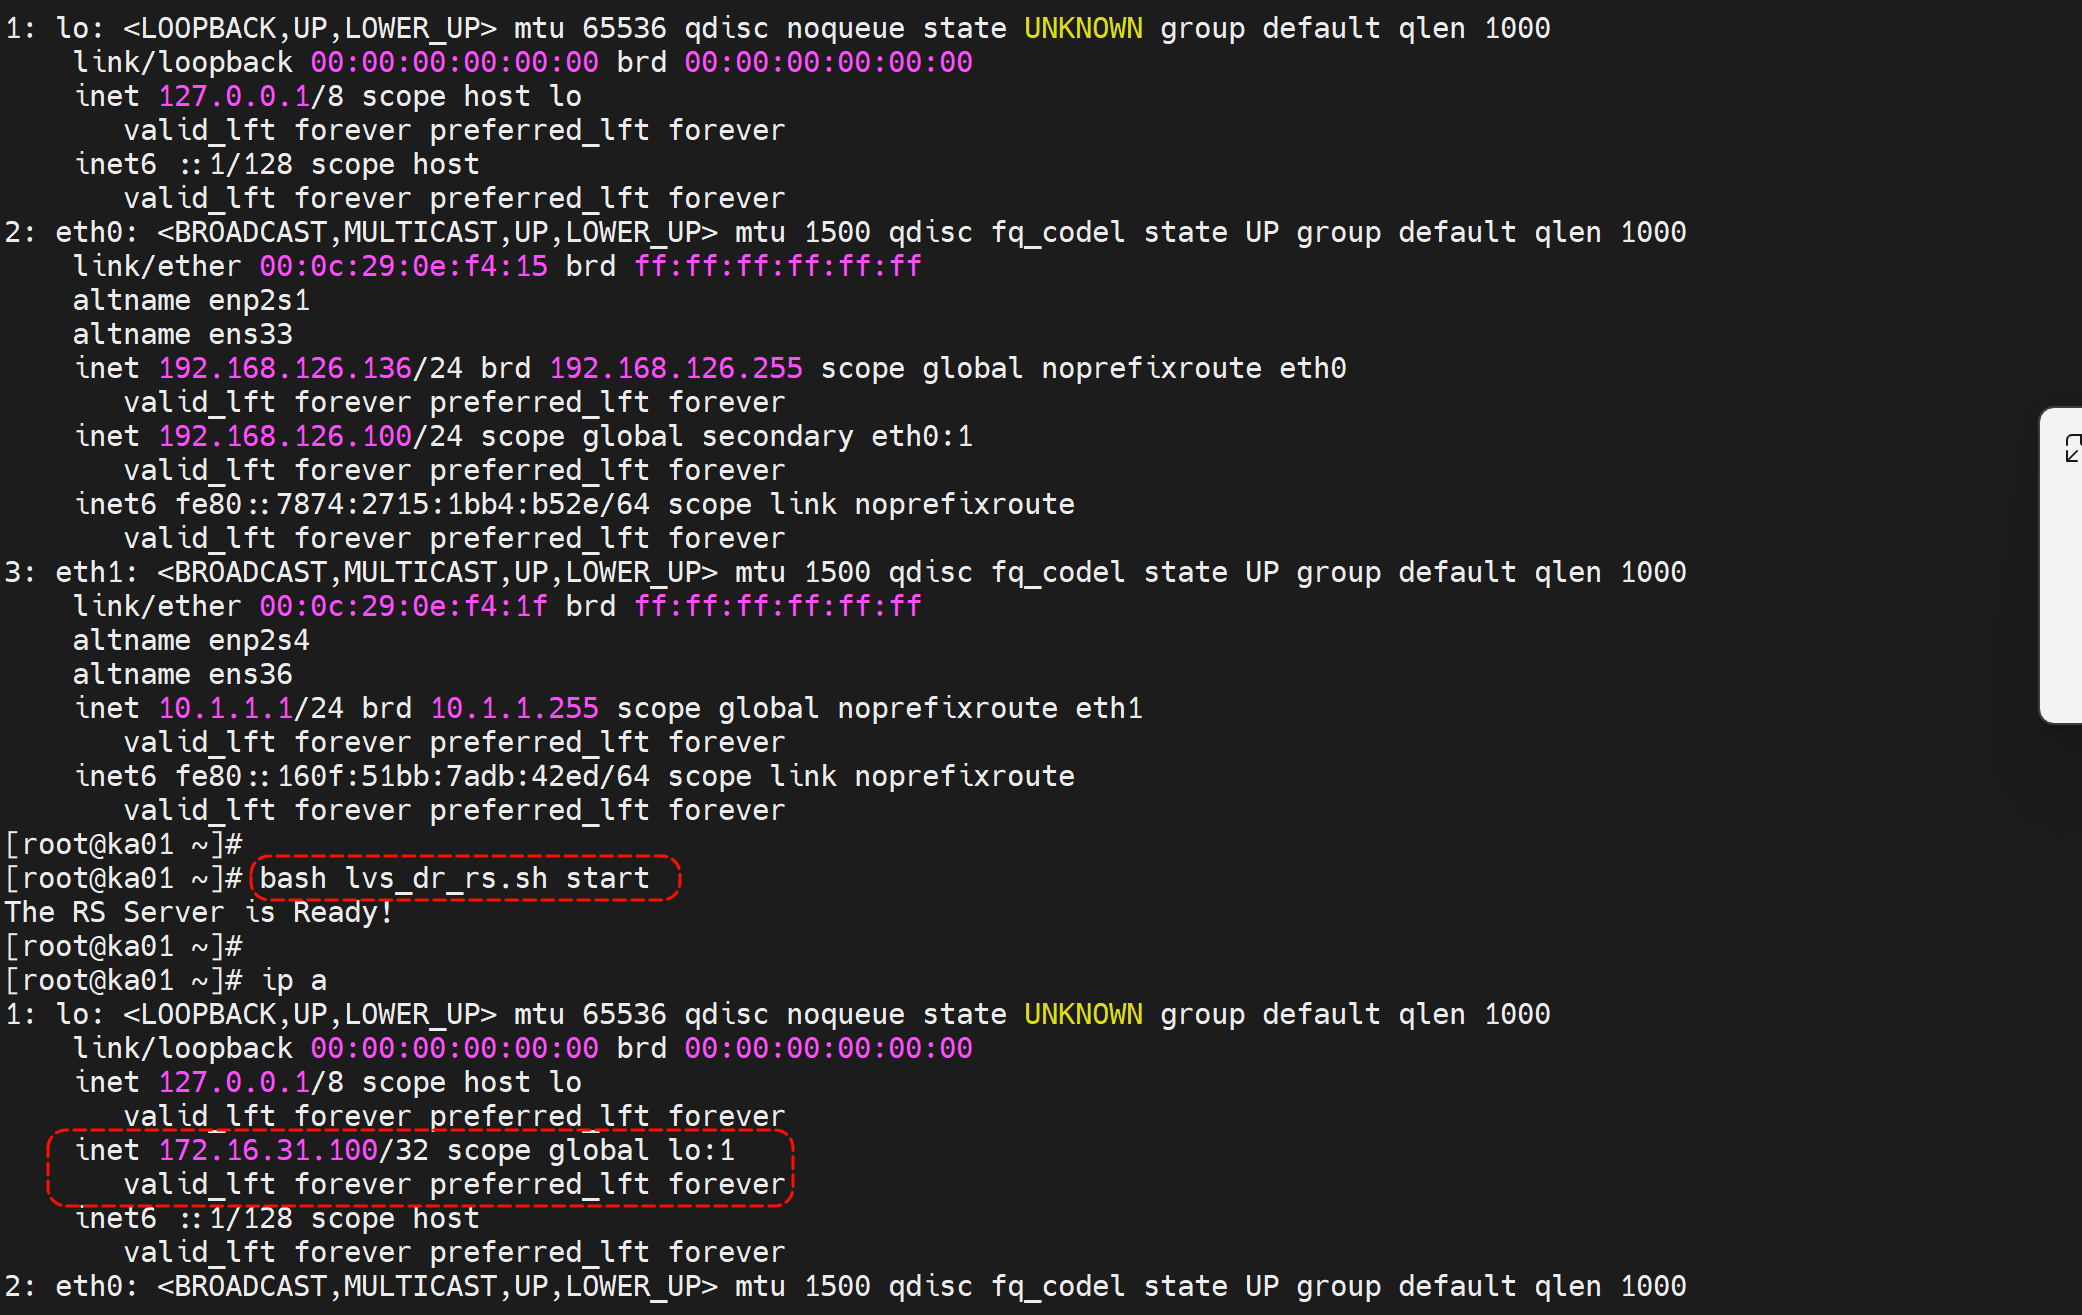 1: lo: <LOOPBACK,UP,LOWER_UP> mtu 65536 qdisc noqueue state UNKNOWN group default qlen 1000
    link/loopback 00:00:00:00:00:00 brd 00:00:00:00:00:00
    inet 127.0.0.1/8 scope host lo
       valid_lft forever preferred_lft forever
    inet6 ::1/128 scope host
       valid_lft forever preferred_lft forever
2: eth0: <BROADCAST,MULTICAST,UP,LOWER_UP> mtu 1500 qdisc fq_codel state UP group default qlen 1000
    link/ether 00:0c:29:0e:f4:15 brd ff:ff:ff:ff:ff:ff
    altname enp2s1
    altname ens33
    inet 192.168.126.136/24 brd 192.168.126.255 scope global noprefixroute eth0
       valid_lft forever preferred_lft forever
    inet 192.168.126.100/24 scope global secondary eth0:1
       valid_lft forever preferred_lft forever
    inet6 fe80::7874:2715:1bb4:b52e/64 scope link noprefixroute
       valid_lft forever preferred_lft forever
3: eth1: <BROADCAST,MULTICAST,UP,LOWER_UP> mtu 1500 qdisc fq_codel state UP group default qlen 1000
    link/ether 00:0c:29:0e:f4:1f brd ff:ff:ff:ff:ff:ff
    altname enp2s4
    altname ens36
    inet 10.1.1.1/24 brd 10.1.1.255 scope global noprefixroute eth1
       valid_lft forever preferred_lft forever
    inet6 fe80::160f:51bb:7adb:42ed/64 scope link noprefixroute
       valid_lft forever preferred_lft forever
[root@ka01 ~]#
[root@ka01 ~]# bash lvs_dr_rs.sh start
The RS Server is Ready!
[root@ka01 ~]#
[root@ka01 ~]# ip a
1: lo: <LOOPBACK,UP,LOWER_UP> mtu 65536 qdisc noqueue state UNKNOWN group default qlen 1000
    link/loopback 00:00:00:00:00:00 brd 00:00:00:00:00:00
    inet 127.0.0.1/8 scope host lo
       valid_lft forever preferred_lft forever
    inet 172.16.31.100/32 scope global lo:1
       valid_lft forever preferred_lft forever
    inet6 ::1/128 scope host
       valid_lft forever preferred_lft forever
2: eth0: <BROADCAST,MULTICAST,UP,LOWER_UP> mtu 1500 qdisc fq_codel state UP group default qlen 1000